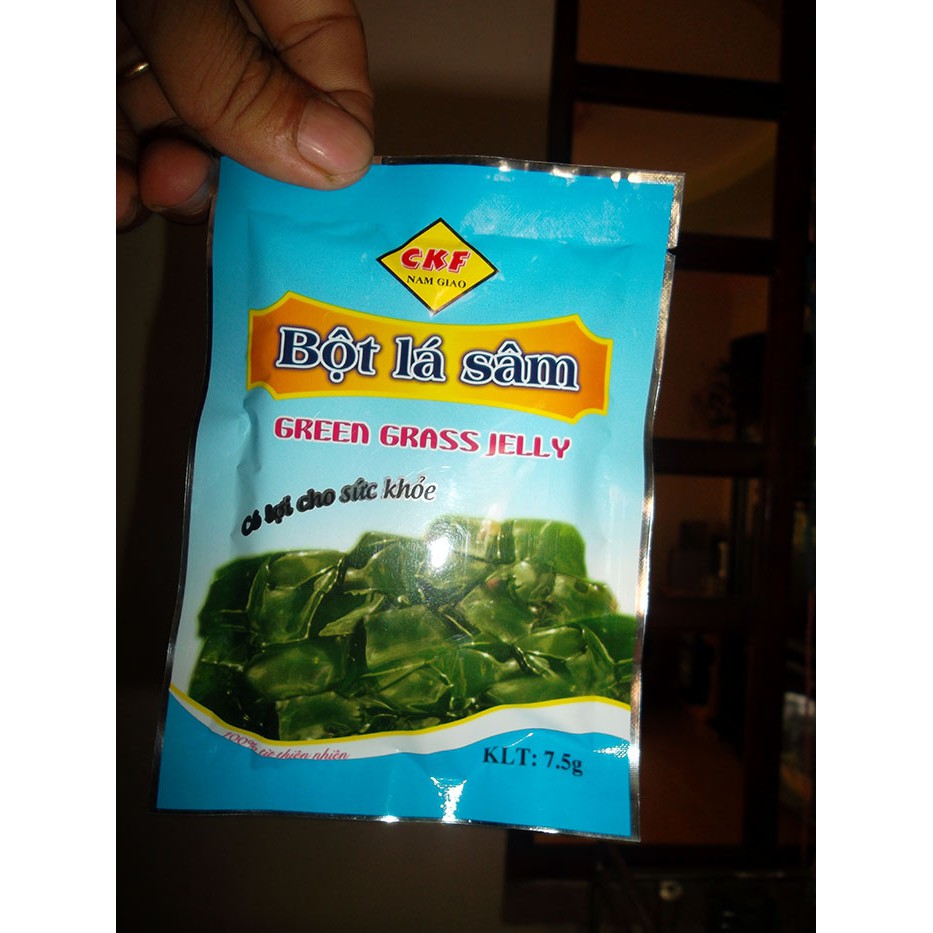 CKF
NAM GIAO
Bột lá sâm
GREEN GRASS JELLY
Có lợi cho sức khỏe
100% từ thiên nhiên
KLT: 7.5g